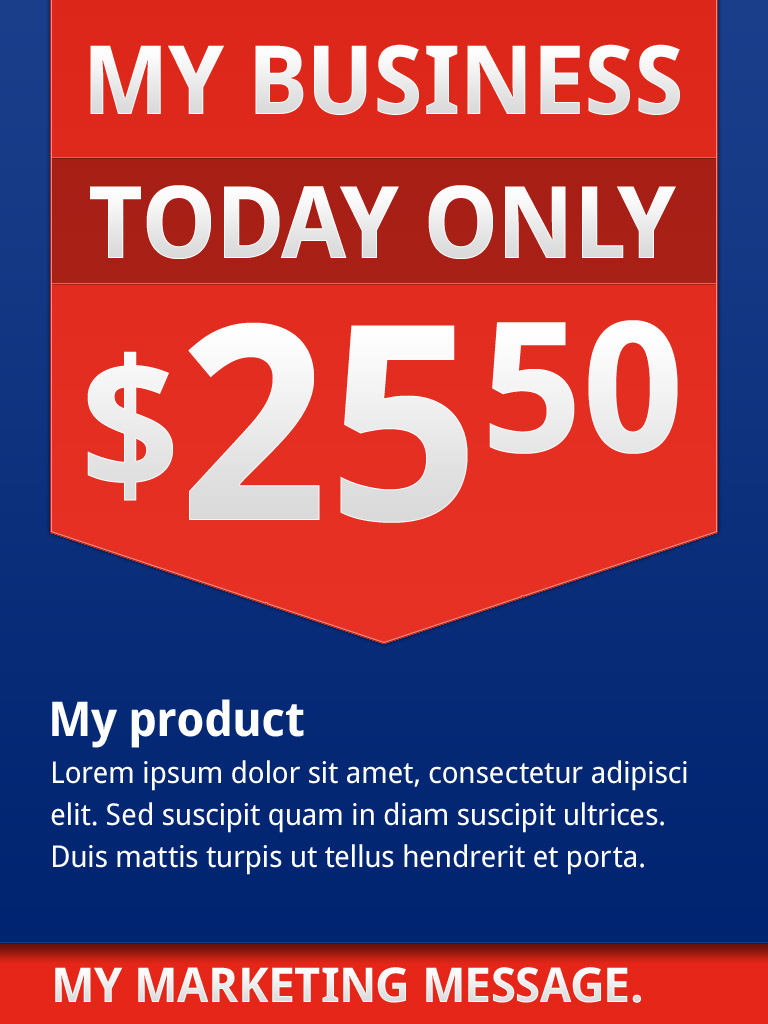 MY BUSINESS
TODAY ONLY
$2550
My product
Lorem ipsum dolor sit amet, consectetur adipisci
elit. Sed suscipit quam in diam suscipit ultrices.
Duis mattis turpis ut tellus hendrerit et porta.
MY MARKETING MESSAGE.